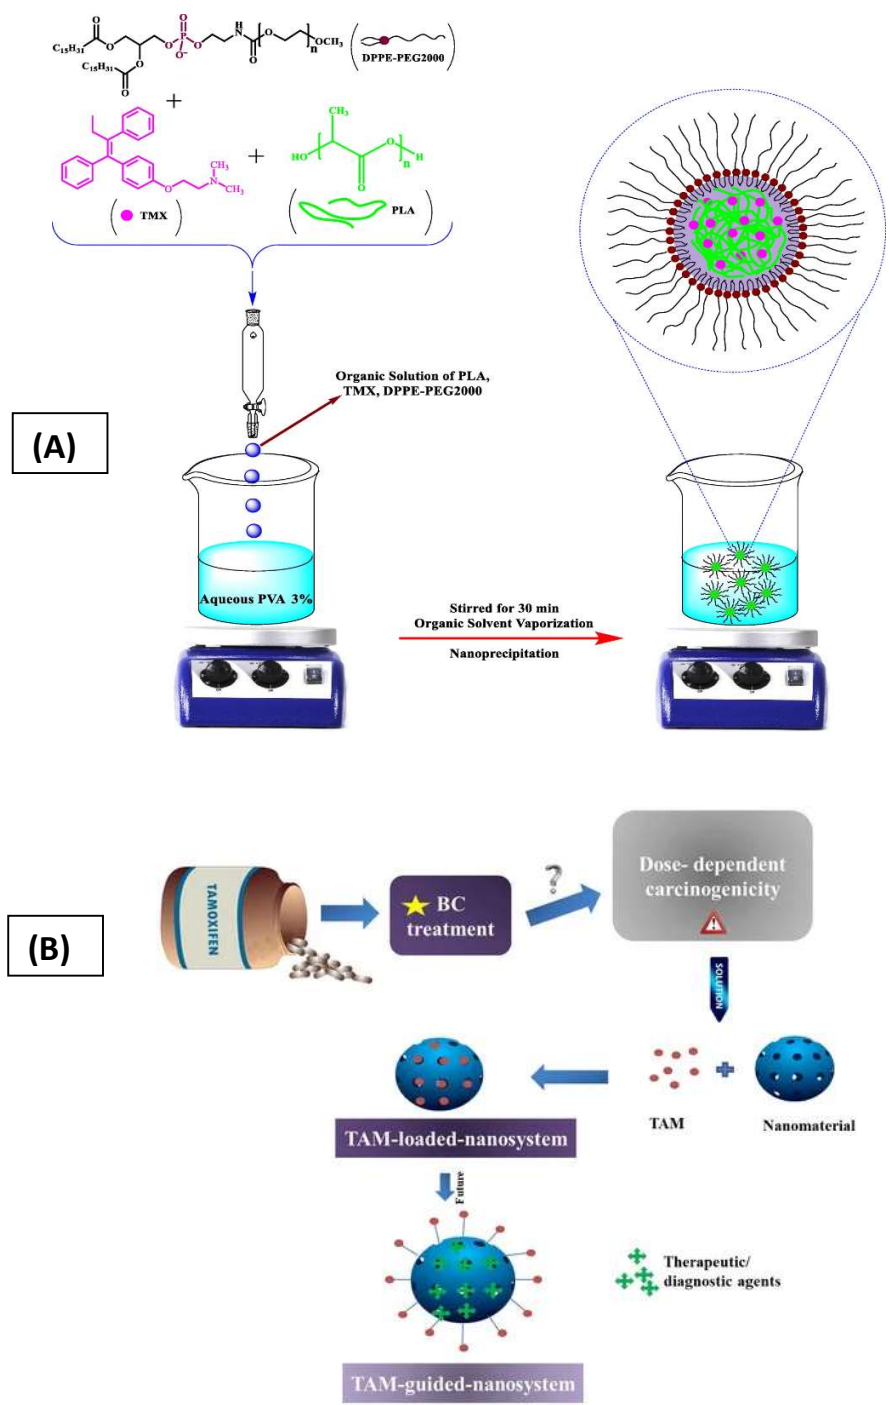 O
O
P
O
H
N
O
C15H31
O
O
O⁻
O
O
O
n
OCH3
C15H31
O
O
DPPE-PEG2000
+
CH3
+
HO
O
H
n
O
CH3
N
CH3
O
TMX
PLA
Organic Solution of PLA,
TMX, DPPE-PEG2000
(A)
Aqueous PVA 3%
Stirred for 30 min
Organic Solvent Vaporization
Nanoprecipitation
(B)
TAMOXIFEN
BC
treatment
?
Dose- dependent
carcinogenicity
SOLUTION
TAM
Nanomaterial
TAM-loaded-nanosystem
Future
Therapeutic/
diagnostic agents
TAM-guided-nanosystem